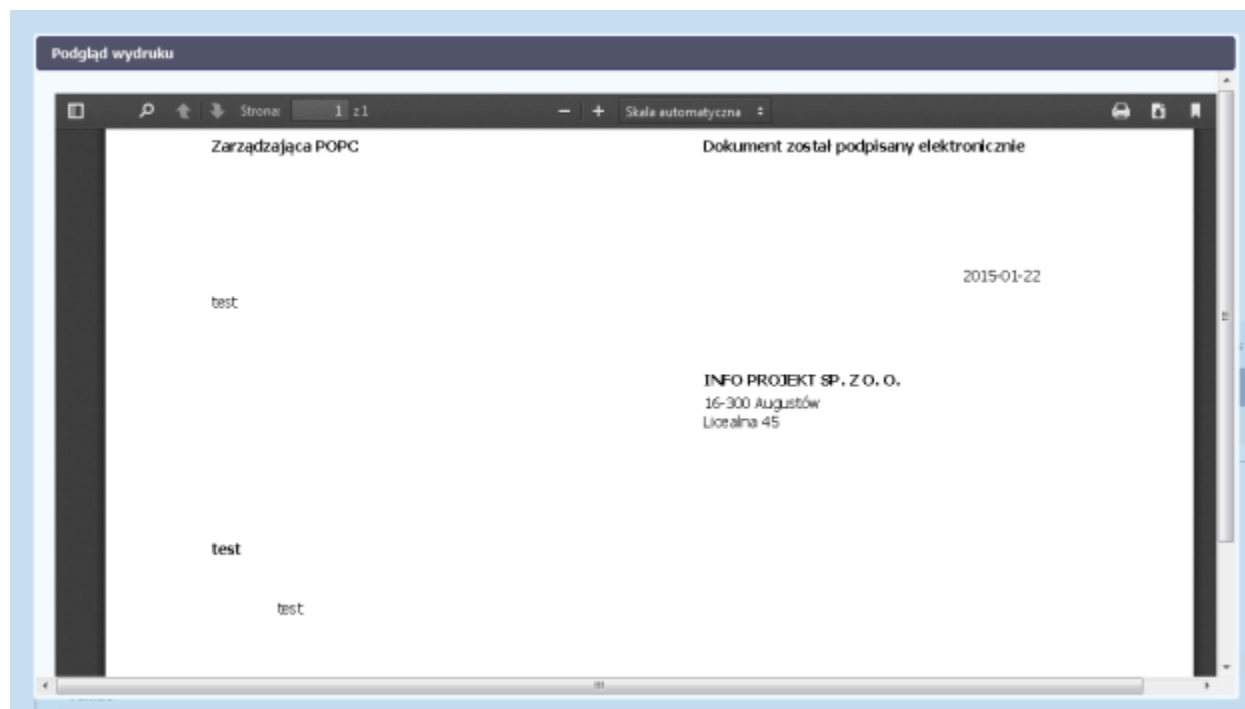 Podgląd wydruku
Strona: 1 z 1
Skala automatyczna
Zarządzająca POPC
Dokument został podpisany elektronicznie
2015-01-22
test
INFO PROJEKT SP. Z O. O.
16-300 Augustów
Licealna 45
test
test